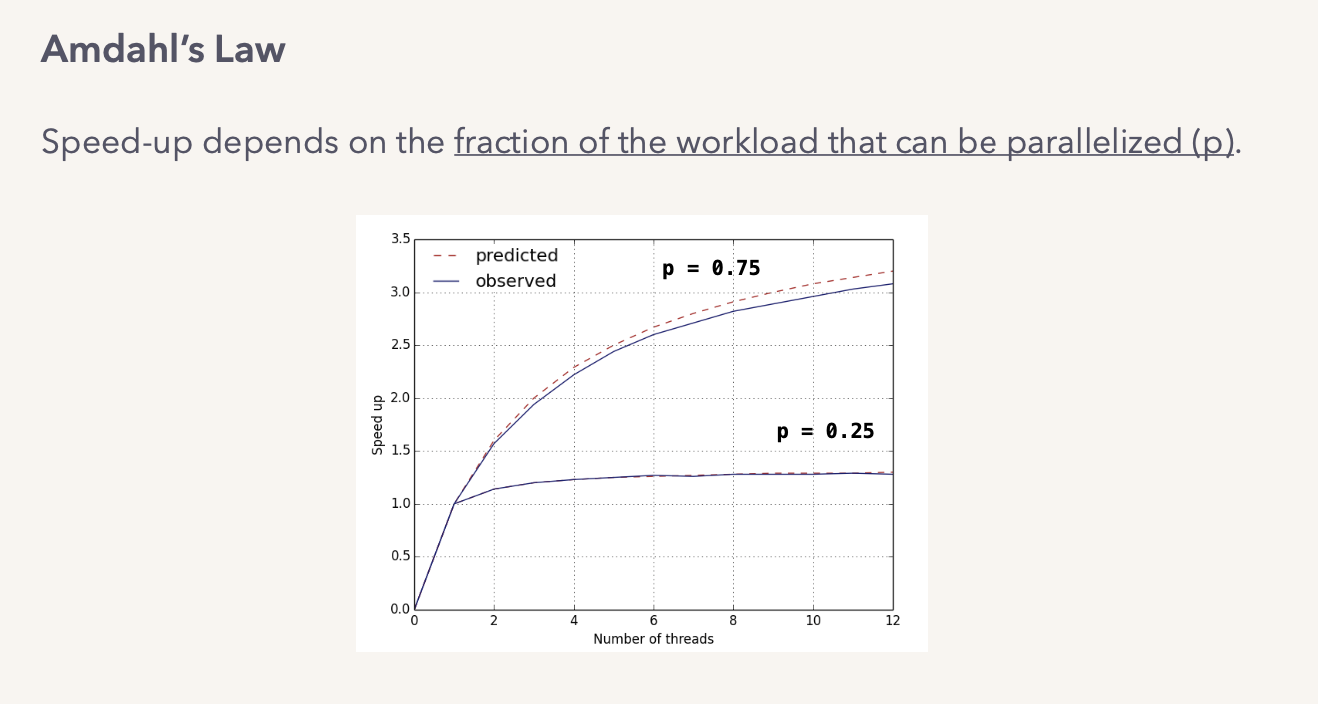 Amdahl’s Law
Speed-up depends on the fraction of the workload that can be parallelized (p).
predicted
observed
p = 0.75
p = 0.25
Speed up
3.5
3.0
2.5
2.0
1.5
1.0
0.5
0.0
0 2 4 6 8 10 12
Number of threads